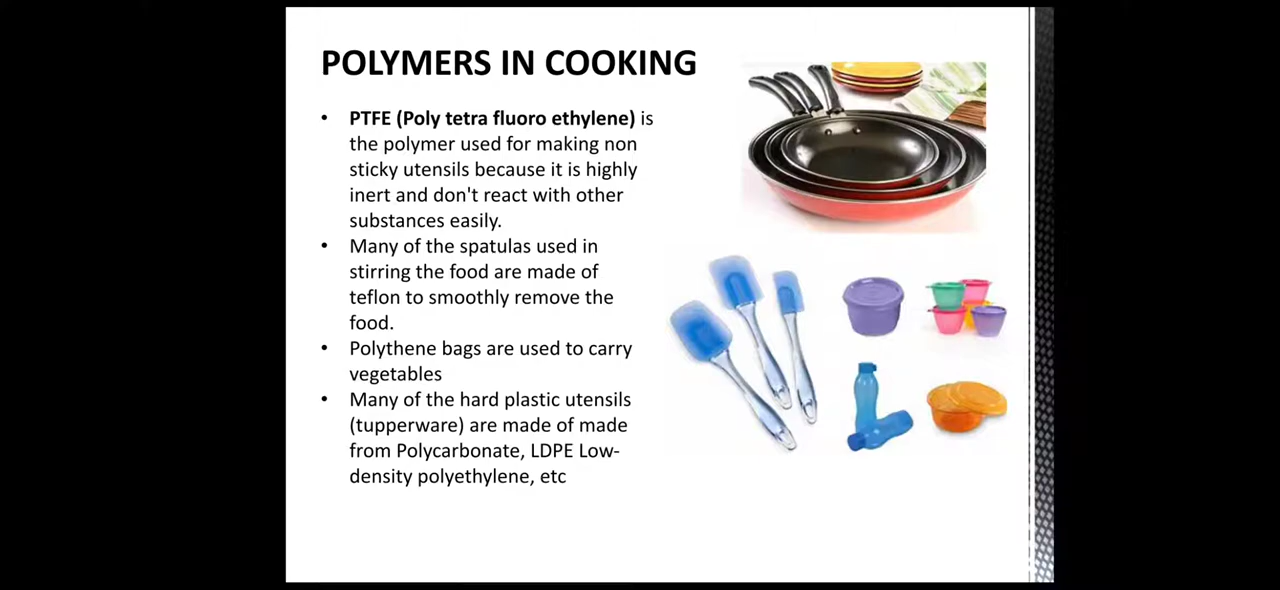 POLYMERS IN COOKING
• PTFE (Poly tetra fluoro ethylene) is
the polymer used for making non
sticky utensils because it is highly
inert and don't react with other
substances easily.
• Many of the spatulas used in
stirring the food are made of
teflon to smoothly remove the
food.
• Polythene bags are used to carry
vegetables
• Many of the hard plastic utensils
(tupperware) are made of made
from Polycarbonate, LDPE Low-
density polyethylene, etc